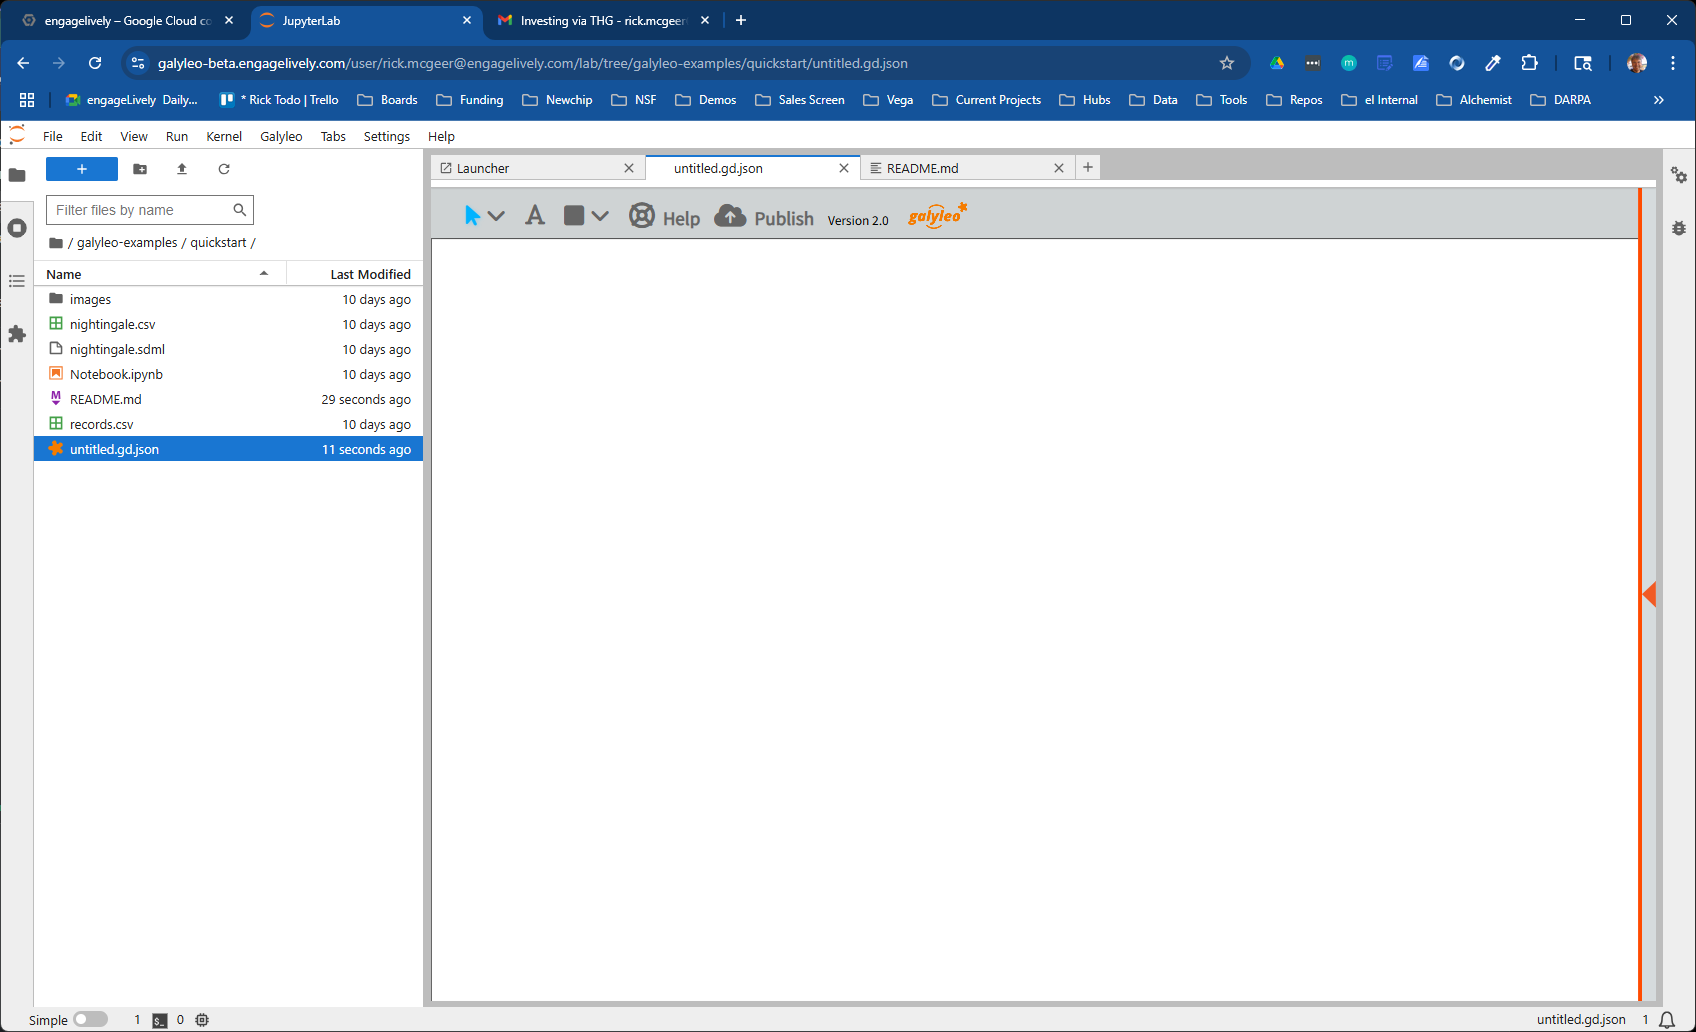 engagelively – Google Cloud co
JupyterLab
Investing via THG - rick.mcgeer
galyleo-beta.engagelively.com/user/rick.mcgeer@engagelively.com/lab/tree/galyleo-examples/quickstart/untitled.gd.json
engageLively Daily...
* Rick Todo | Trello
Boards
Funding
Newchip
NSF
Demos
Sales Screen
Vega
Current Projects
Hubs
Data
Tools
Repos
el Internal
Alchemist
DARPA
File Edit View Run Kernel Galyleo Tabs Settings Help
Filter files by name
/ galyleo-examples / quickstart /
Name Last Modified
images 10 days ago
nightingale.csv 10 days ago
nightingale.sdml 10 days ago
Notebook.ipynb 10 days ago
README.md 29 seconds ago
records.csv 10 days ago
untitled.gd.json 11 seconds ago
Launcher
untitled.gd.json
README.md
Help
Publish
Version 2.0
galyleo
Simple
1
0
untitled.gd.json
1